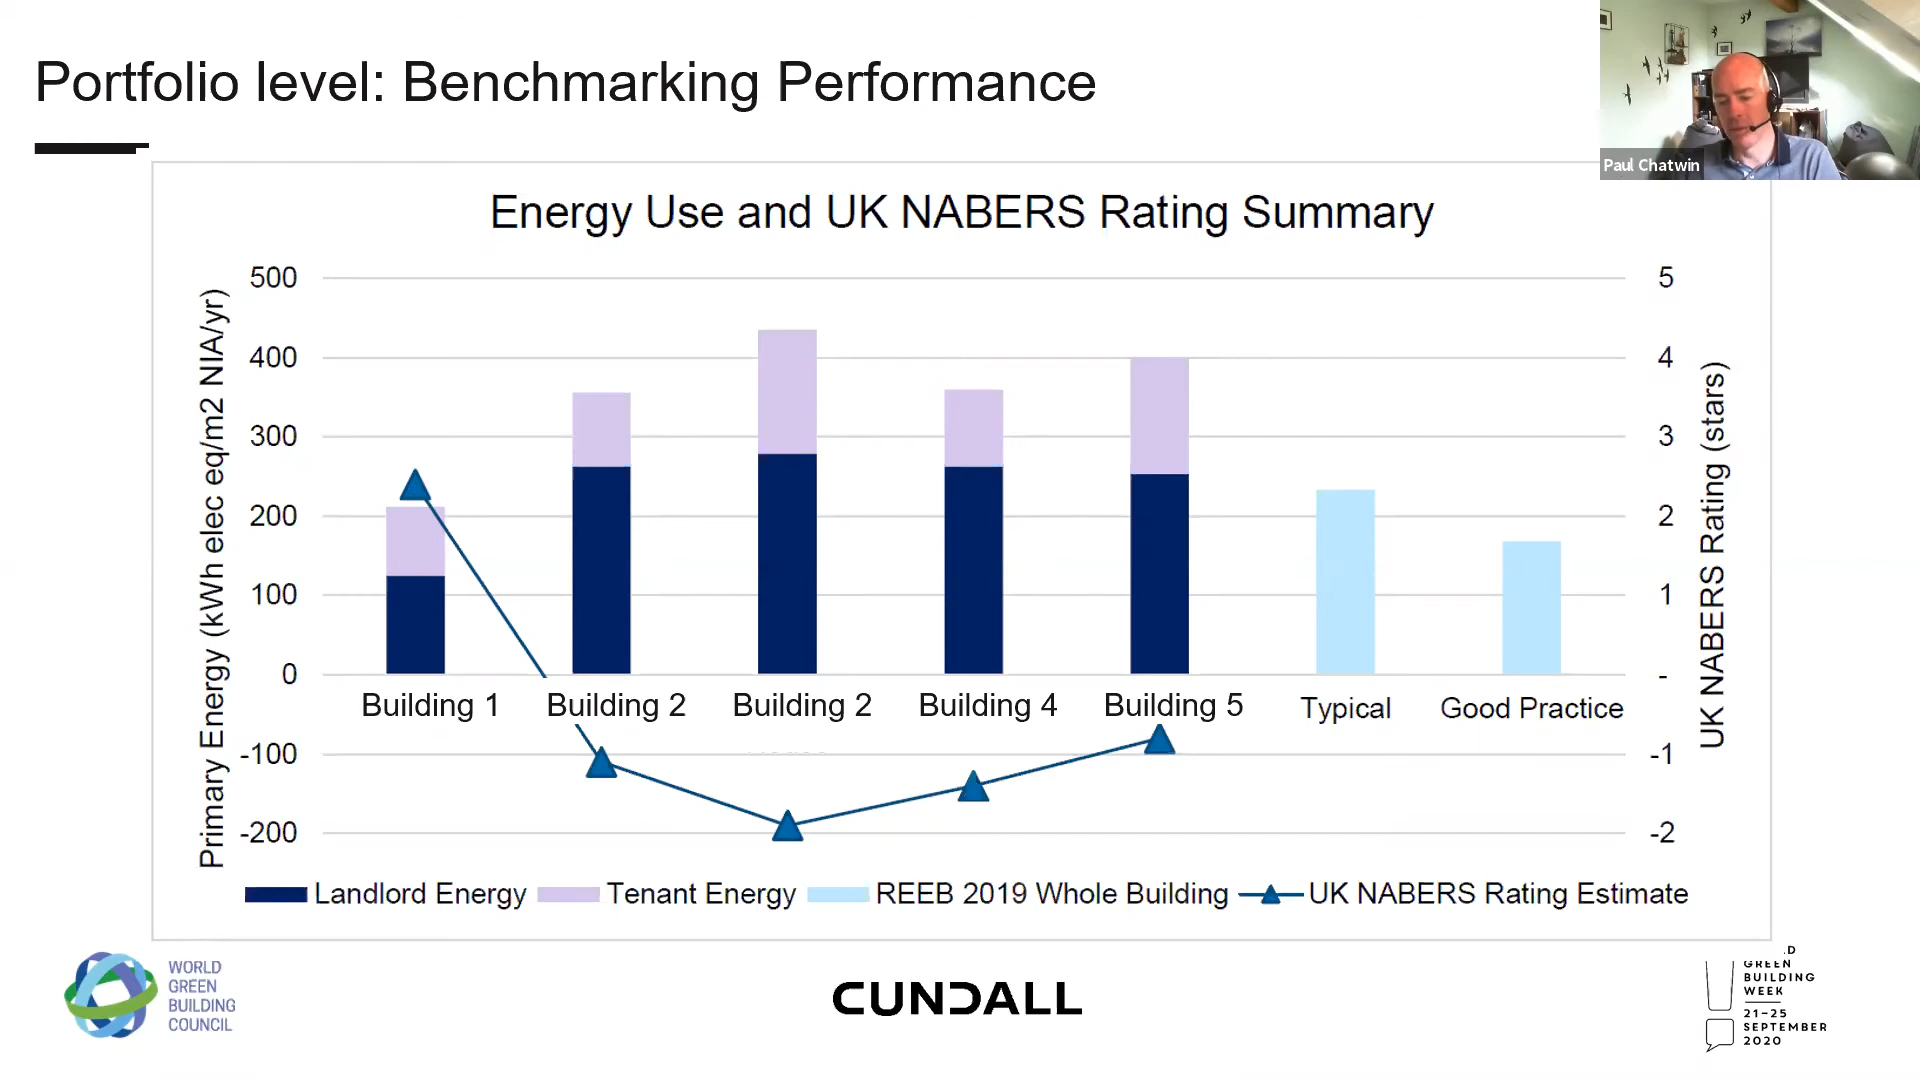 Portfolio level: Benchmarking Performance
Paul Chatwin
Energy Use and UK NABERS Rating Summary
Primary Energy (kWh elec eq/m2 NIA/yr)
500
400
300
200
100
0
-100
-200
5
4
3
2
1
-
-1
-2
UK NABERS Rating (stars)
Building 1
Building 2
Building 2
Building 4
Building 5
Typical
Good Practice
Landlord Energy
Tenant Energy
REEB 2019 Whole Building
UK NABERS Rating Estimate
WORLD
GREEN
BUILDING
COUNCIL
CUNDALL
D
GREEN
BUILDING
WEEK
21-25
SEPTEMBER
2020